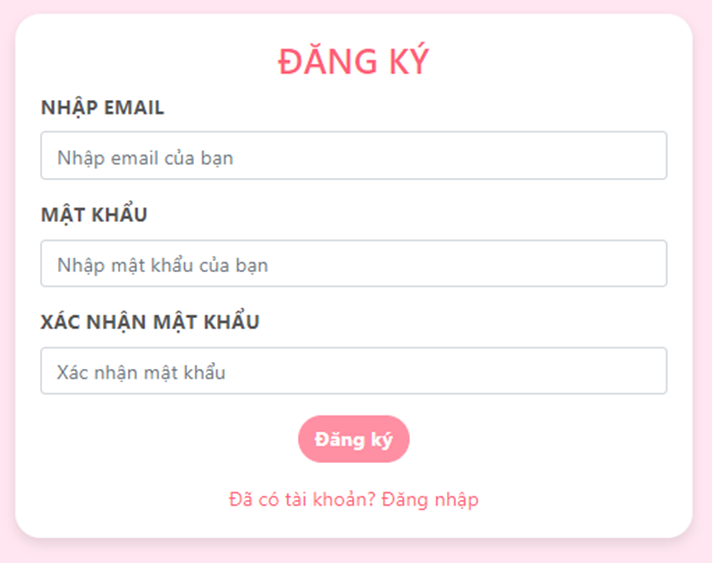 ĐĂNG KÝ
NHẬP EMAIL
Nhập email của bạn
MẬT KHẨU
Nhập mật khẩu của bạn
XÁC NHẬN MẬT KHẨU
Xác nhận mật khẩu
Đăng ký
Đã có tài khoản? Đăng nhập